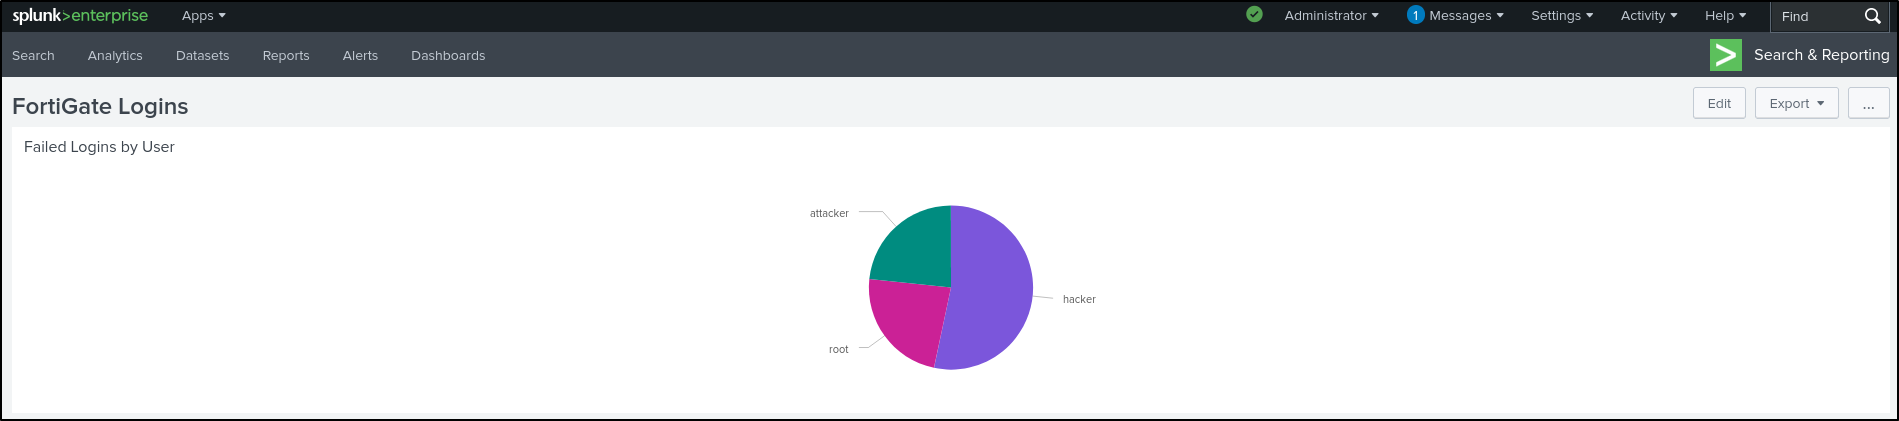 splunk>enterprise Apps Administrator 1 Messages Settings Activity Help Find
Search Analytics Datasets Reports Alerts Dashboards Search & Reporting
FortiGate Logins Edit Export ...
Failed Logins by User
attacker
hacker
root